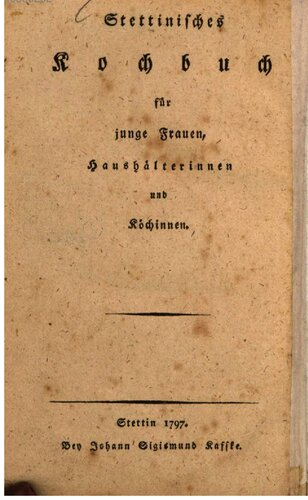 Stettinisches
Kochbuch
für
junge Frauen,
Haushälterinnen
und
Köchinnen.
Stettin 1797.
Bey Johann Sigismund Kaffke.